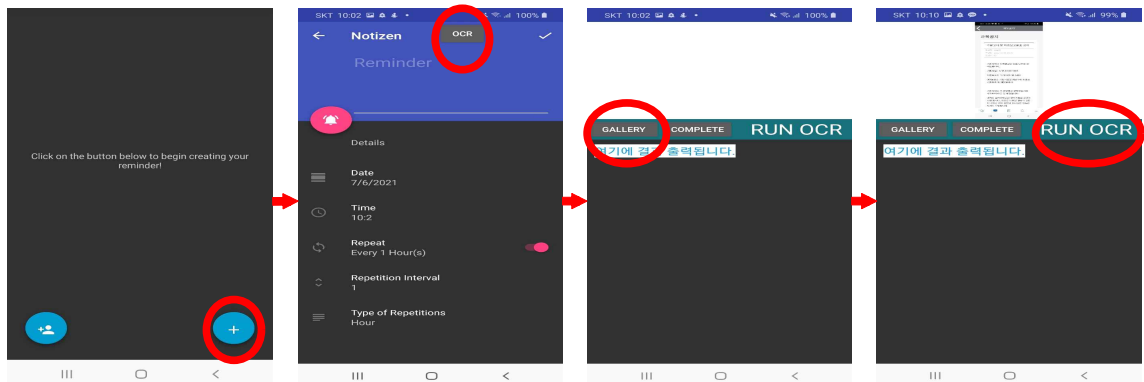 Click on the button below to begin creating your
reminder!
SKT 10:02 100%
Notizen OCR
Reminder
Details
Date
7/6/2021
Time
10:2
Repeat
Every 1 Hour(s)
Repetition Interval
1
Type of Repetitions
Hour
SKT 10:02 100%
GALLERY COMPLETE RUN OCR
여기에 결과 출력됩니다.
SKT 10:10 99%
GALLERY COMPLETE RUN OCR
여기에 결과 출력됩니다.